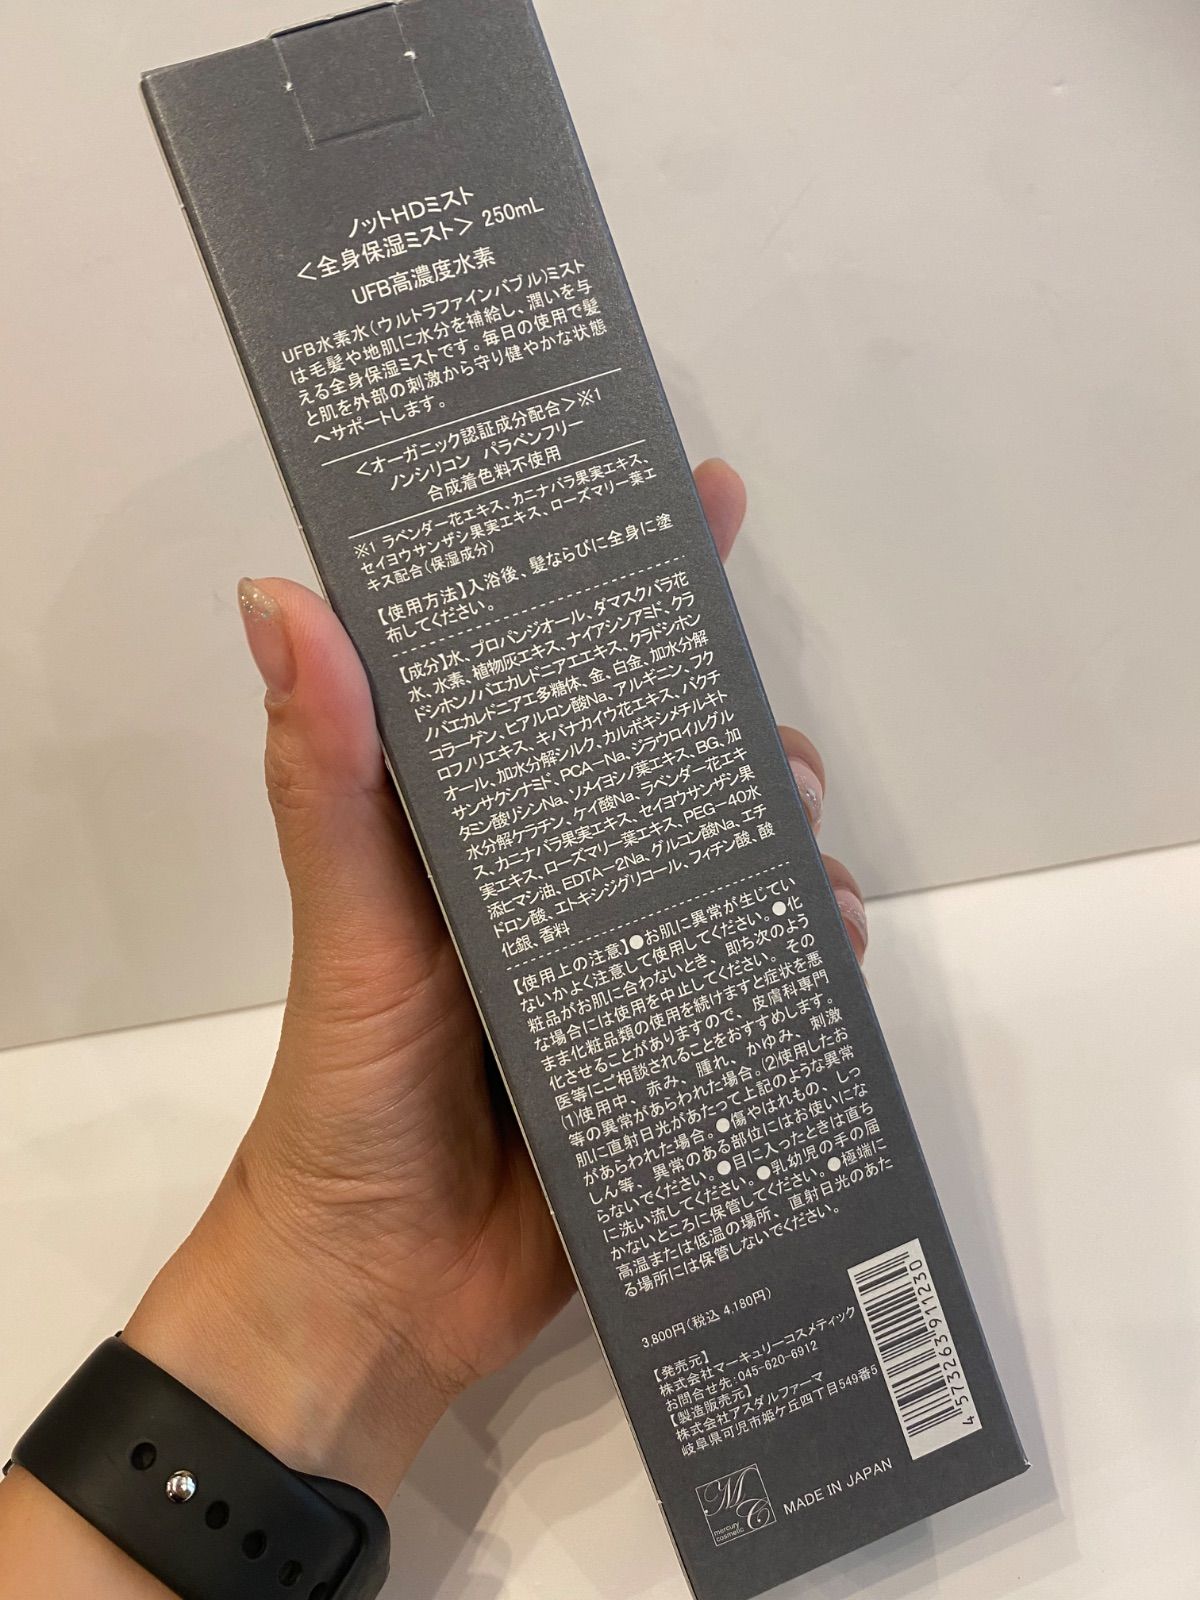 ノットHDミスト
＜全身保湿ミスト＞ 250mL
UFB高濃度水素
UFB水素水(ウルトラファインバブル)ミスト
は毛髪や地肌に水分を補給し、潤いを与
える全身保湿ミストです。毎日の使用で髪
と肌を外部の刺激から守り健やかな状態
へサポートします。
＜オーガニック認証成分配合＞※1
ノンシリコン パラベンフリー
合成着色料不使用
※1 ラベンダー花エキス、カニナバラ果実エキス、
セイヨウサンザシ果実エキス、ローズマリー葉エ
キス配合(保湿成分)
【使用方法】入浴後、髪ならびに全身に塗
布してください。
【成分】水、プロパンジオール、ダマスクバラ花
水、水素、植物灰エキス、ナイアシンアミド、クラ
ドシホンノバエカレドニアエエキス、クラドシホン
ノバエカレドニアエ多糖体、金、白金、加水分解
コラーゲン、ヒアルロン酸Na、アルギニン、フク
ロフノリエキス、キバナカイウ花エキス、バクチ
オール、加水分解シルク、カルボキシメチルキト
サンサクシナミド、PCA-Na、ジラウロイルグル
タミン酸リシンNa、ソメイヨシノ葉エキス、BG、加
水分解ケラチン、ケイ酸Na、ラベンダー花エキ
ス、カニナバラ果実エキス、セイヨウサンザシ果
実エキス、ローズマリー葉エキス、PEG-40水
添ヒマシ油、EDTA-2Na、グルコン酸Na、エチ
ドロン酸、エトキシジグリコール、フィチン酸、酸
化銀、香料
【使用上の注意】●お肌に異常が生じてい
ないかよく注意して使用してください。●化
粧品がお肌に合わないとき、即ち次のよう
な場合には使用を中止してください。その
まま化粧品類の使用を続けますと症状を悪
化させることがありますので、皮膚科専門
医等にご相談されることをおすすめします。
(1)使用中、赤み、腫れ、かゆみ、刺激
等の異常があらわれた場合。(2)使用したお
肌に直射日光があたって上記のような異常
があらわれた場合。●傷やはれもの、しっ
しん等、異常のある部位にはお使いにな
らないでください。●目に入ったときは直ち
に洗い流してください。●乳幼児の手の届
かないところに保管してください。●極端に
高温または低温の場所、直射日光のあた
る場所には保管しないでください。
3,800円(税込 4,180円)
【発売元】
株式会社マーキュリーコスメティック
お問合せ先：045-620-6912
【製造販売元】
株式会社アスダルファーマ
岐阜県可児市姫ケ丘四丁目549番5
4 573263 911230
MC
mercury
cosmetic
MADE IN JAPAN